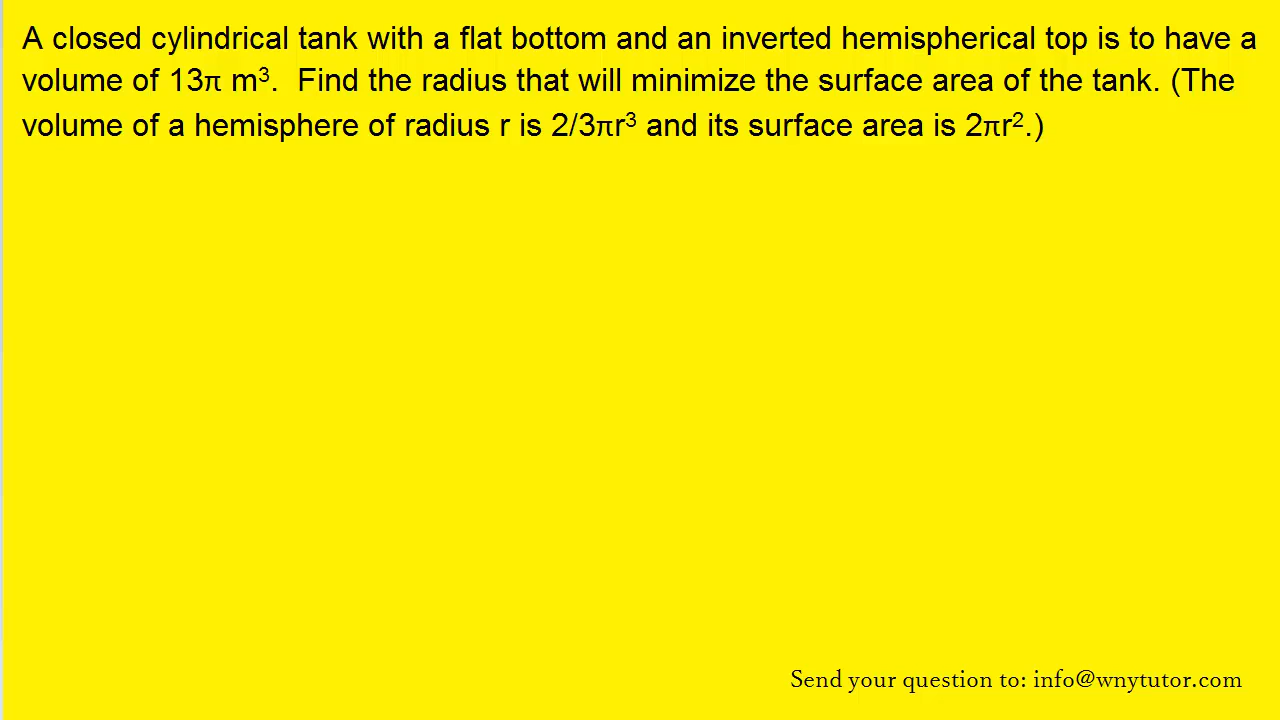 A closed cylindrical tank with a flat bottom and an inverted hemispherical top is to have a
volume of 13π m³.  Find the radius that will minimize the surface area of the tank. (The
volume of a hemisphere of radius r is 2/3πr³ and its surface area is 2πr².)
Send your question to: info@wnytutor.com